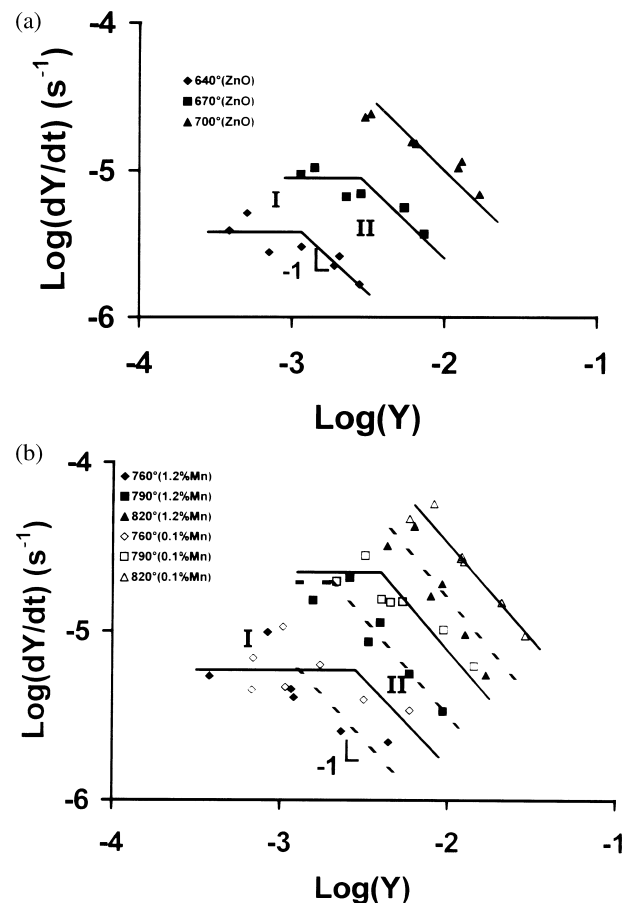 (a)
-4
640°(ZnO)
670°(ZnO)
700°(ZnO)
Log(dY/dt) (s⁻¹)
-5
I
II
-1
-6
-4
-3
-2
-1
Log(Y)
(b)
-4
760°(1.2%Mn)
790°(1.2%Mn)
820°(1.2%Mn)
760°(0.1%Mn)
790°(0.1%Mn)
820°(0.1%Mn)
Log(dY/dt) (s⁻¹)
-5
I
II
-1
-6
-4
-3
-2
-1
Log(Y)